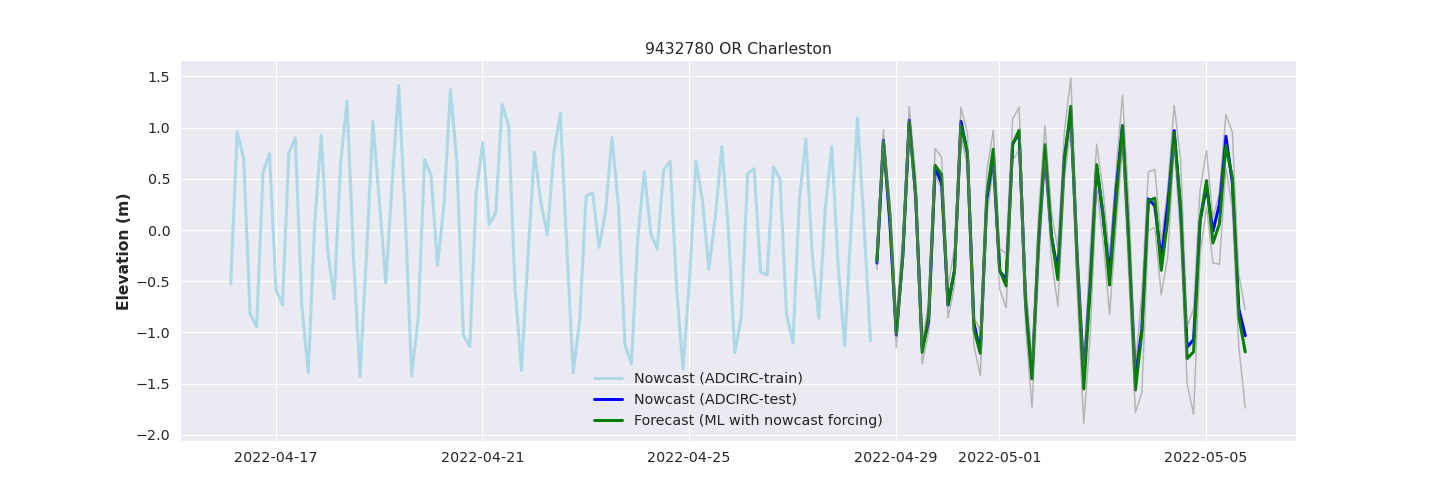 9432780 OR Charleston
Elevation (m)
1.5
1.0
0.5
0.0
−0.5
−1.0
−1.5
−2.0
Nowcast (ADCIRC-train)
Nowcast (ADCIRC-test)
Forecast (ML with nowcast forcing)
2022-04-17 2022-04-21 2022-04-25 2022-04-29 2022-05-01 2022-05-05